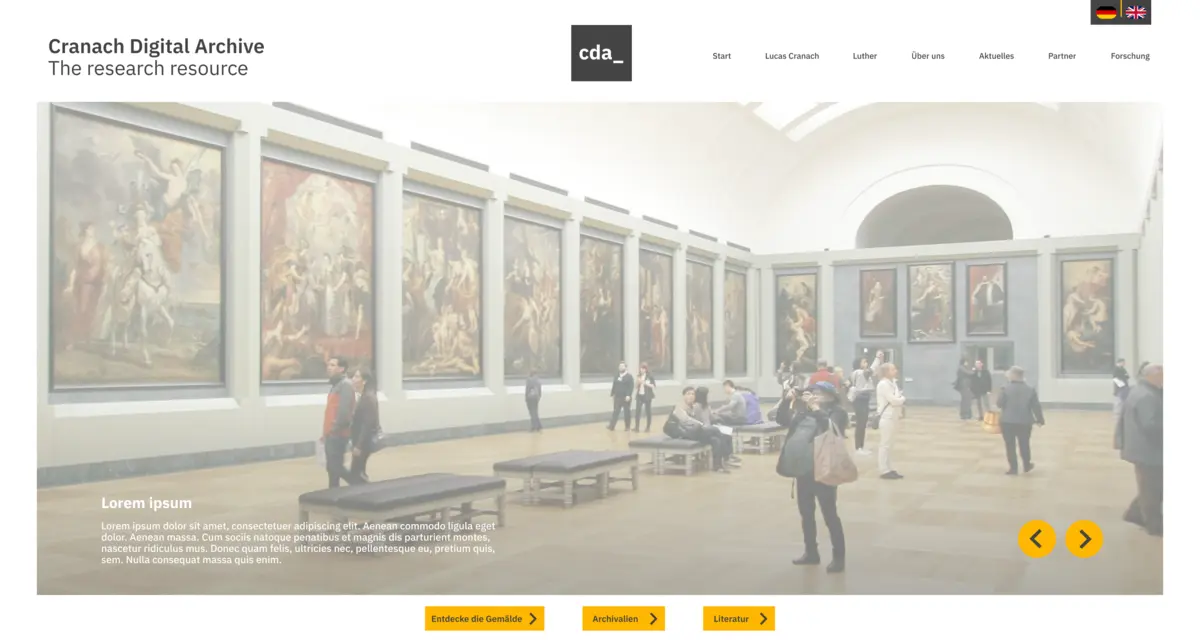 Cranach Digital Archive
The research resource
cda_
Start Lucas Cranach Luther Über uns Aktuelles Partner Forschung
Lorem ipsum
Lorem ipsum dolor sit amet, consectetuer adipiscing elit. Aenean commodo ligula eget
dolor. Aenean massa. Cum sociis natoque penatibus et magnis dis parturient montes,
nascetur ridiculus mus. Donec quam felis, ultricies nec, pellentesque eu, pretium quis,
sem. Nulla consequat massa quis enim.
Entdecke die Gemälde Archivalien Literatur